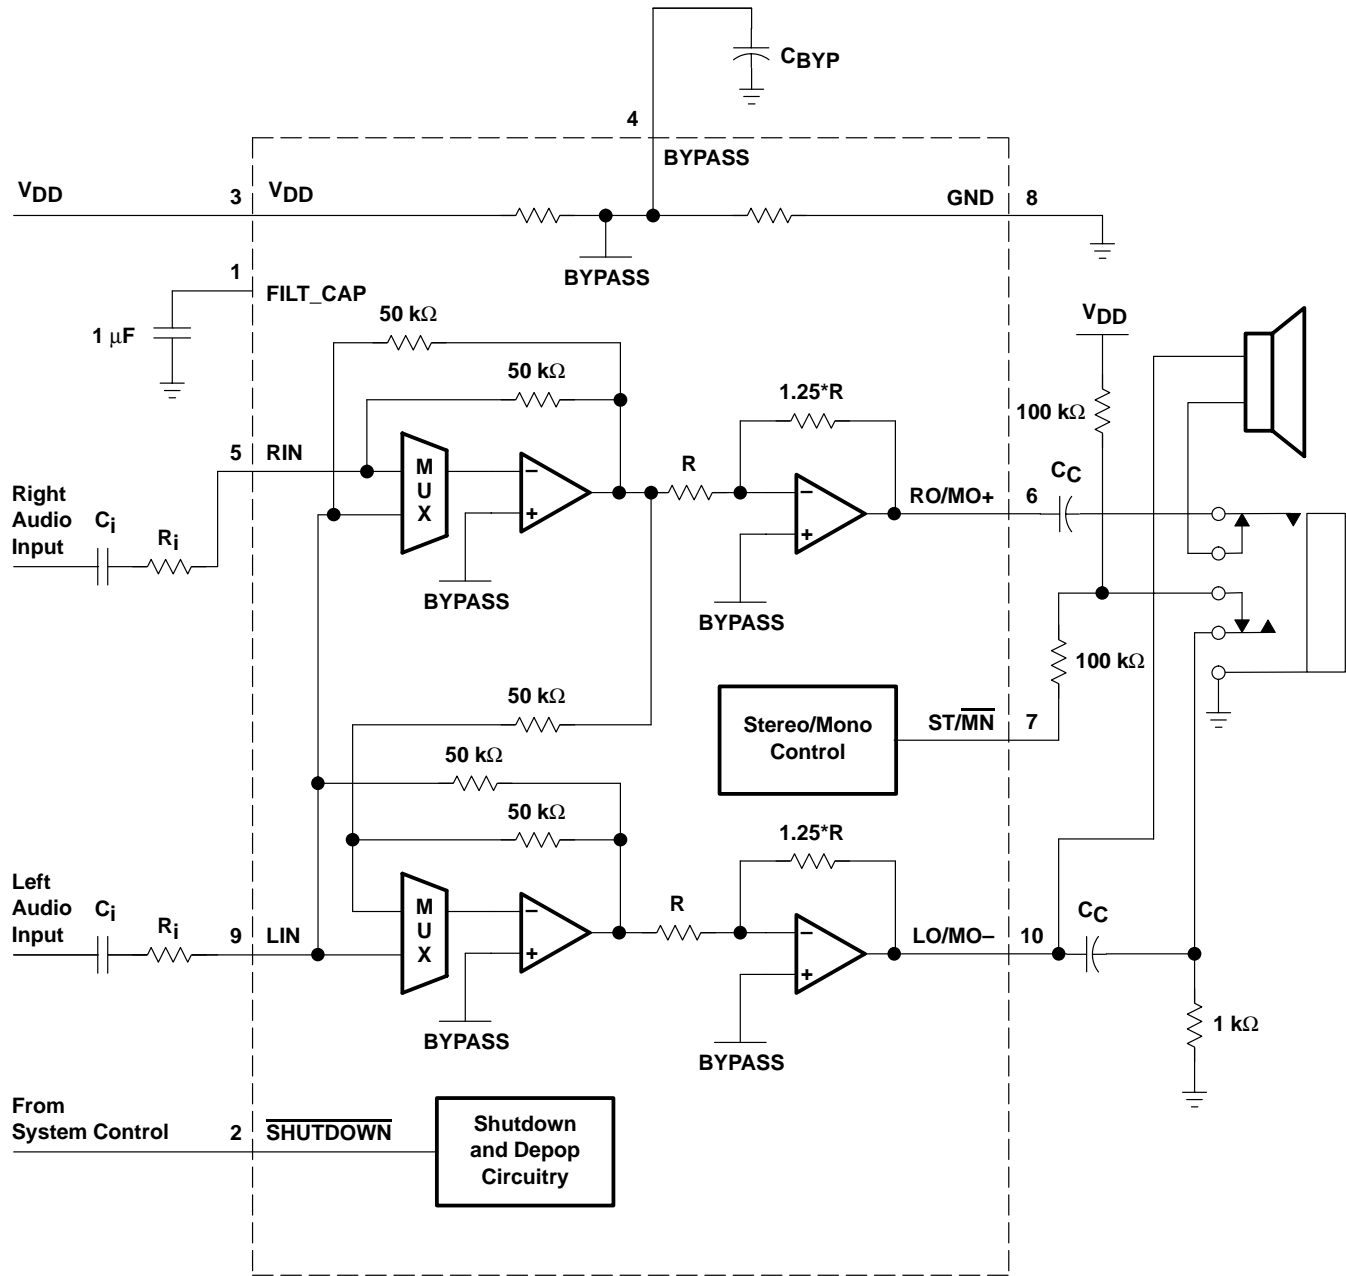 CBYP
4
BYPASS
VDD
3
VDD
GND
8
BYPASS
1
FILT_CAP
50 kΩ
VDD
1 μF
50 kΩ
1.25*R
100 kΩ
5
RIN
M
U
X
−
+
R
−
+
RO/MO+
6
CC
Right
Audio
Input
Ci
Ri
BYPASS
BYPASS
100 kΩ
50 kΩ
Stereo/Mono
Control
ST/MN
7
50 kΩ
50 kΩ
1.25*R
Left
Audio
Input
Ci
Ri
9
LIN
M
U
X
−
+
R
−
+
LO/MO–
10
CC
1 kΩ
BYPASS
BYPASS
From
System Control
2
SHUTDOWN
Shutdown
and Depop
Circuitry